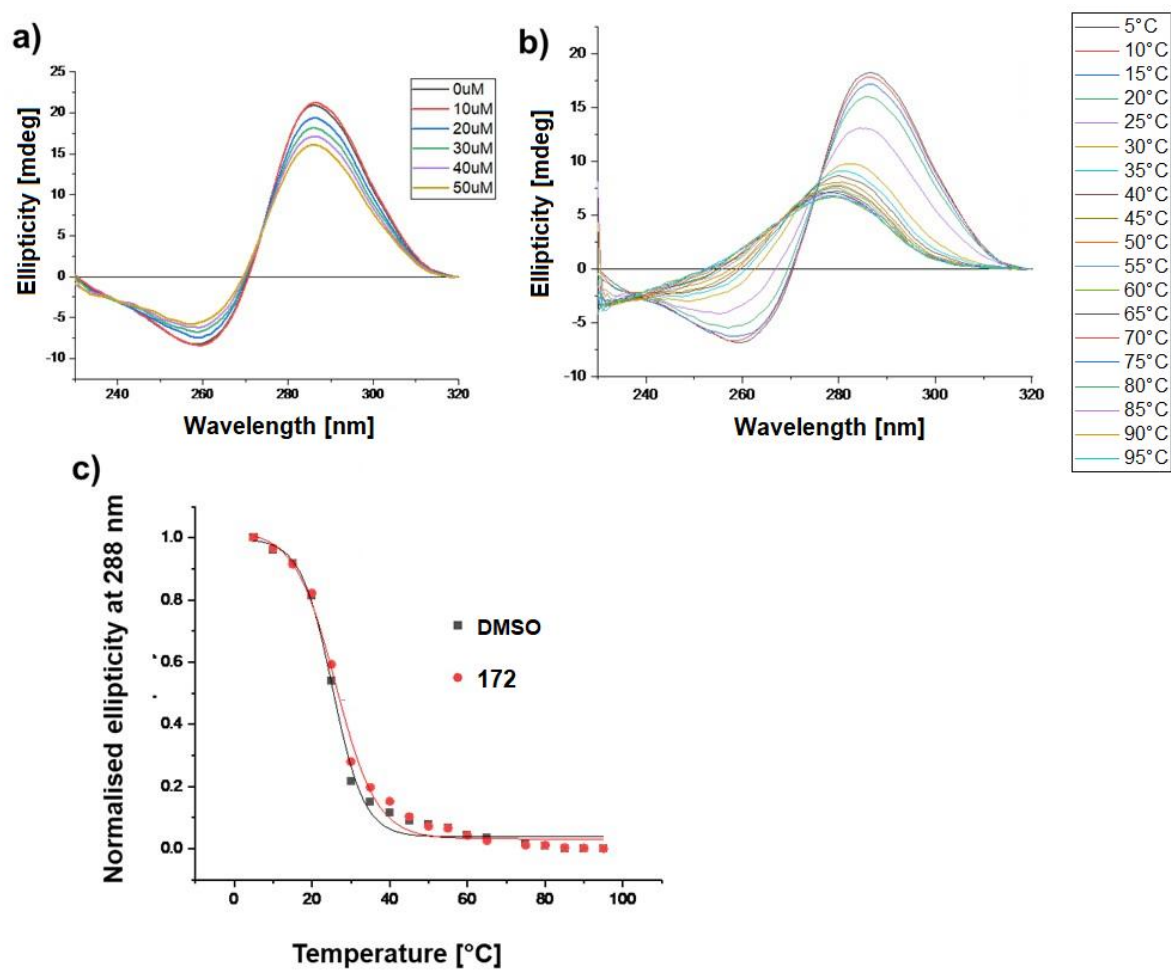 a)
Ellipticity [mdeg]
25
20
15
10
5
0
-5
-10
240
260
280
300
320
Wavelength [nm]
0uM
10uM
20uM
30uM
40uM
50uM
b)
Ellipticity [mdeg]
20
15
10
5
0
-5
-10
240
260
280
300
320
Wavelength [nm]
5°C
10°C
15°C
20°C
25°C
30°C
35°C
40°C
45°C
50°C
55°C
60°C
65°C
70°C
75°C
80°C
85°C
90°C
95°C
c)
Normalised ellipticity at 288 nm
1.0
0.8
0.6
0.4
0.2
0.0
0
20
40
60
80
100
DMSO
172
Temperature [°C]